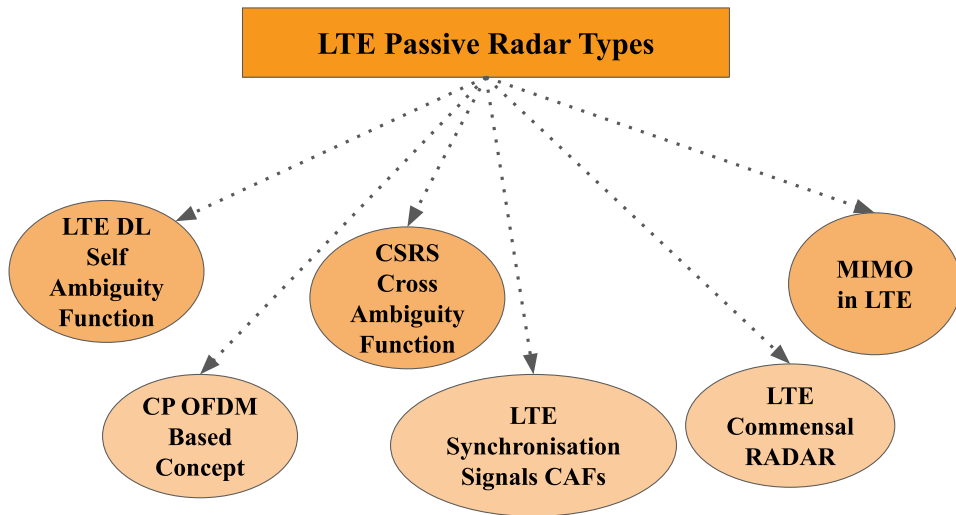 LTE Passive Radar Types
LTE DL
Self
Ambiguity
Function
CSRS
Cross
Ambiguity
Function
MIMO
in LTE
CP OFDM
Based
Concept
LTE
Synchronisation
Signals CAFs
LTE
Commensal
RADAR